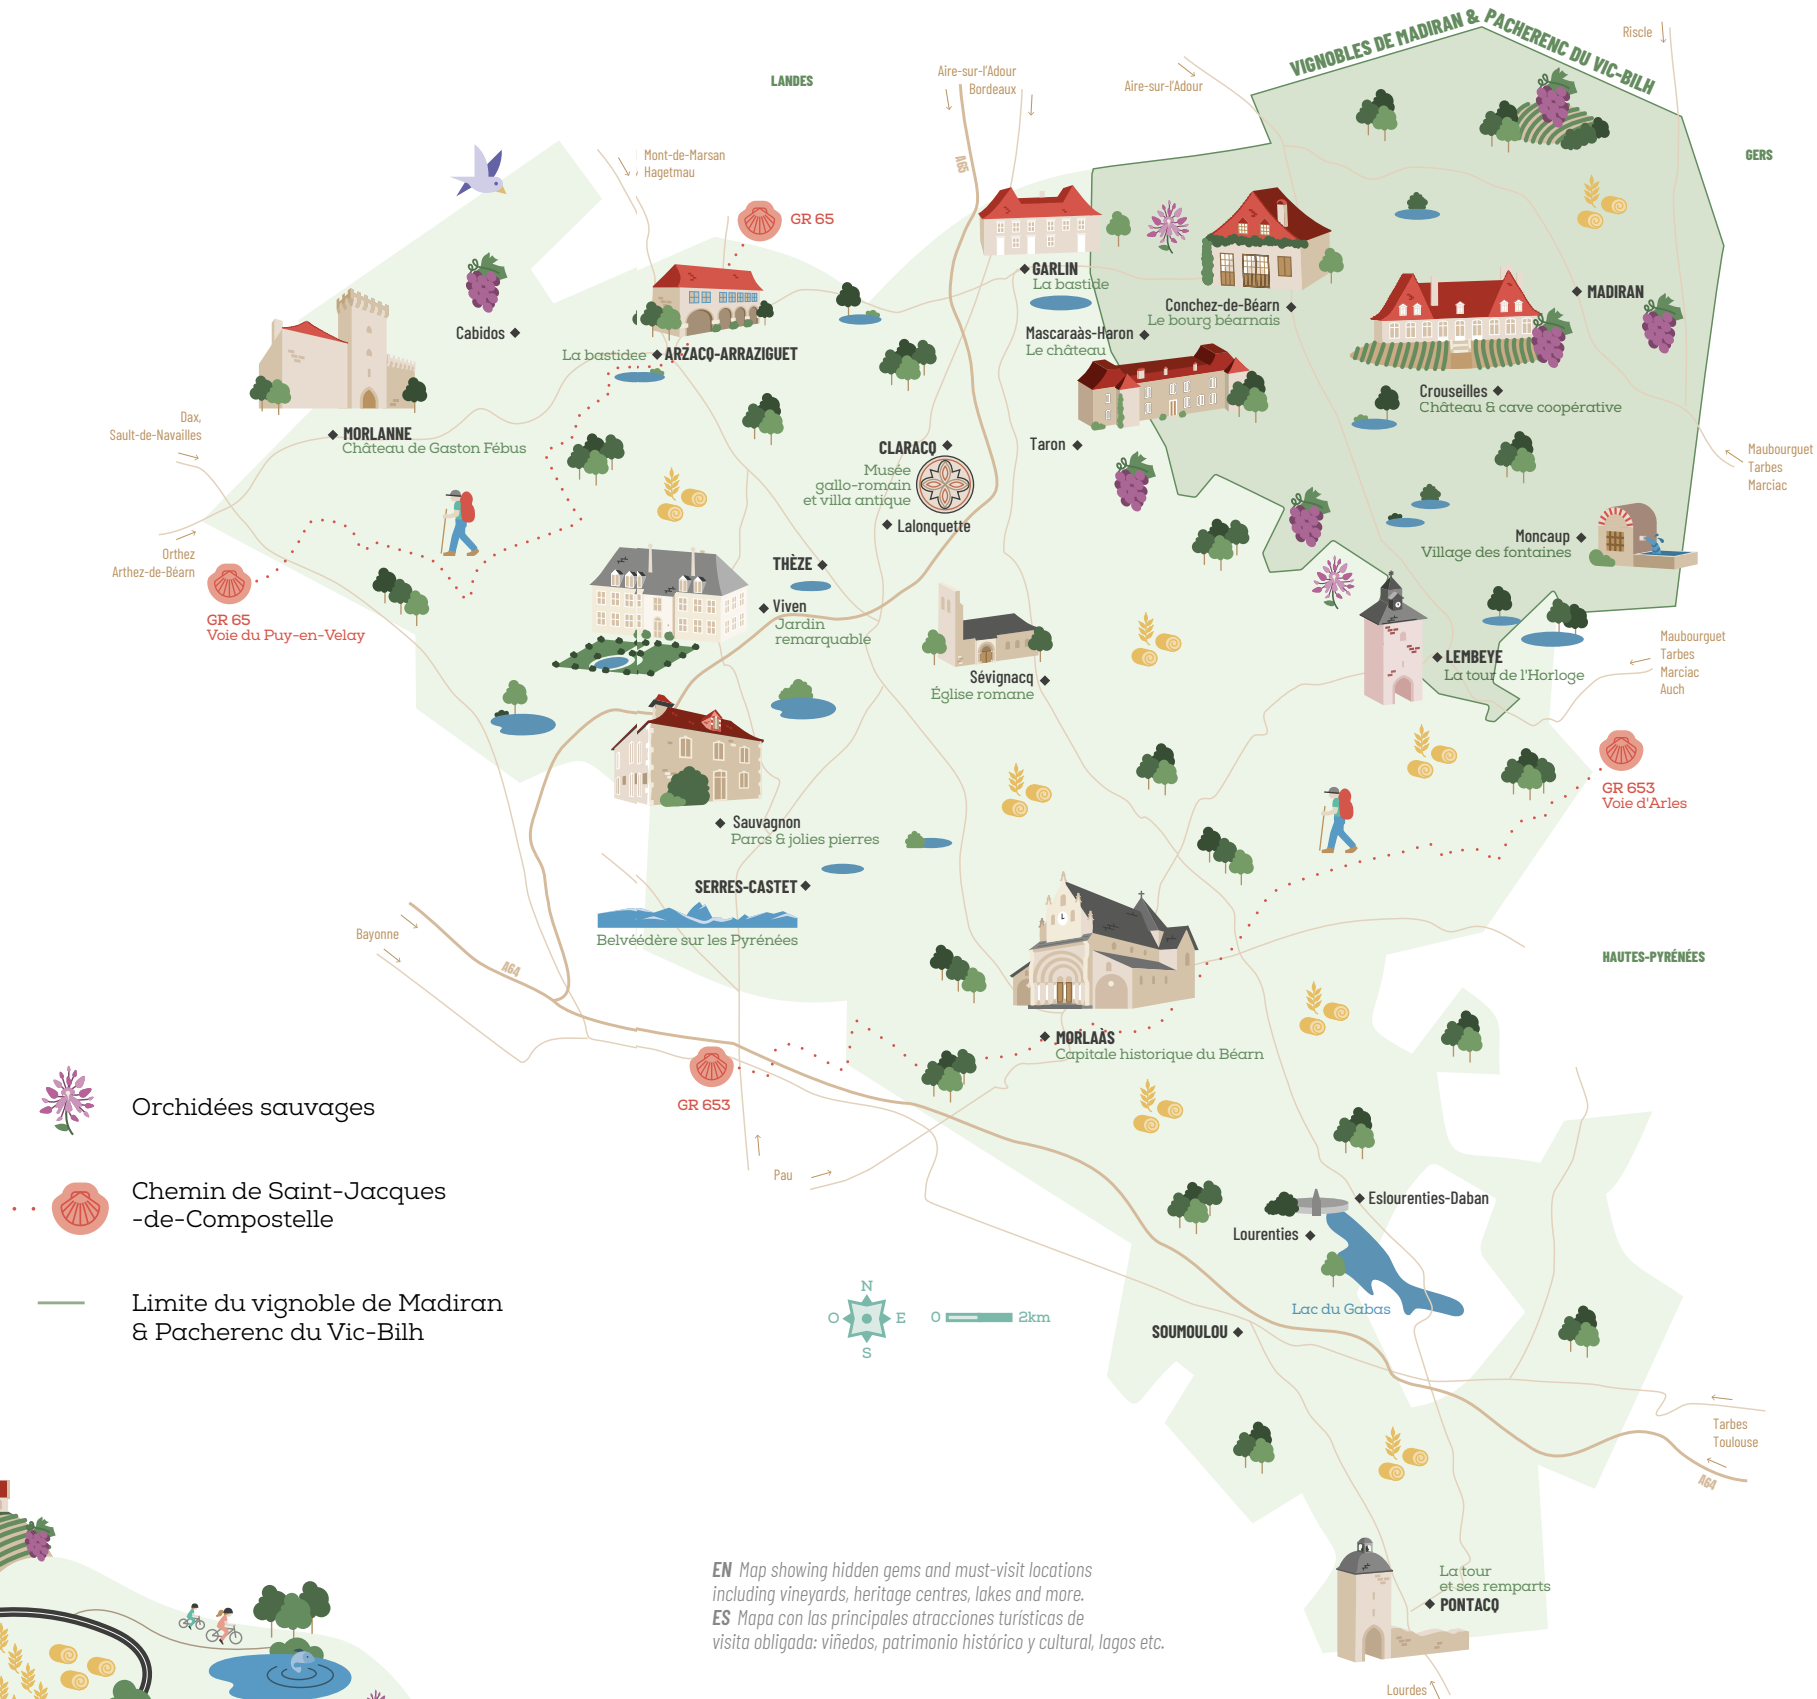 VIGNOBLES DE MADIRAN & PACHERENC DU VIC-BILH
Riscle
LANDES
Aire-sur-l'Adour
Bordeaux
Aire-sur-l'Adour
A65
GERS
Mont-de-Marsan
Hagetmau
GR 65
GARLIN
La bastide
Conchez-de-Béarn
Le bourg béarnais
MADIRAN
Cabidos
La bastidee
ARZACQ-ARRAZIGUET
Mascaraàs-Haron
Le château
Crouseilles
Château & cave coopérative
Dax,
Sault-de-Navailles
MORLANNE
Château de Gaston Fébus
CLARACQ
Musée
gallo-romain
et villa antique
Taron
Maubourguet
Tarbes
Marciac
Lalonquette
Moncaup
Village des fontaines
Orthez
Arthez-de-Béarn
GR 65
Voie du Puy-en-Velay
THÈZE
Viven
Jardin
remarquable
Sévignacq
Église romane
LEMBEYE
La tour de l'Horloge
Maubourguet
Tarbes
Marciac
Auch
GR 653
Voie d'Arles
Sauvagnon
Parcs & jolies pierres
SERRES-CASTET
Belvéédère sur les Pyrénées
Bayonne
A64
HAUTES-PYRÉNÉES
MORLAÀS
Capitale historique du Béarn
GR 653
Pau
Orchidées sauvages
Chemin de Saint-Jacques
-de-Compostelle
Limite du vignoble de Madiran
& Pacherenc du Vic-Bilh
Eslourenties-Daban
Lourenties
Lac du Gabas
SOUMOULOU
N
O
E
S
0
2km
Tarbes
Toulouse
A64
EN Map showing hidden gems and must-visit locations
including vineyards, heritage centres, lakes and more.
ES Mapa con las principales atracciones turísticas de
visita obligada: viñedos, patrimonio histórico y cultural, lagos etc.
La tour
et ses remparts
PONTACQ
Lourdes